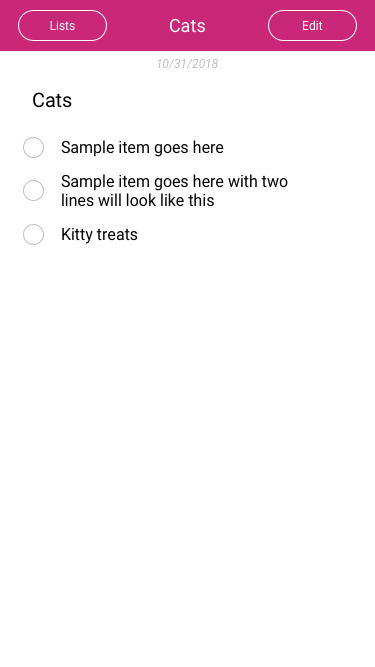 Lists
Cats
Edit
10/31/2018
Cats
Sample item goes here
Sample item goes here with two
lines will look like this
Kitty treats